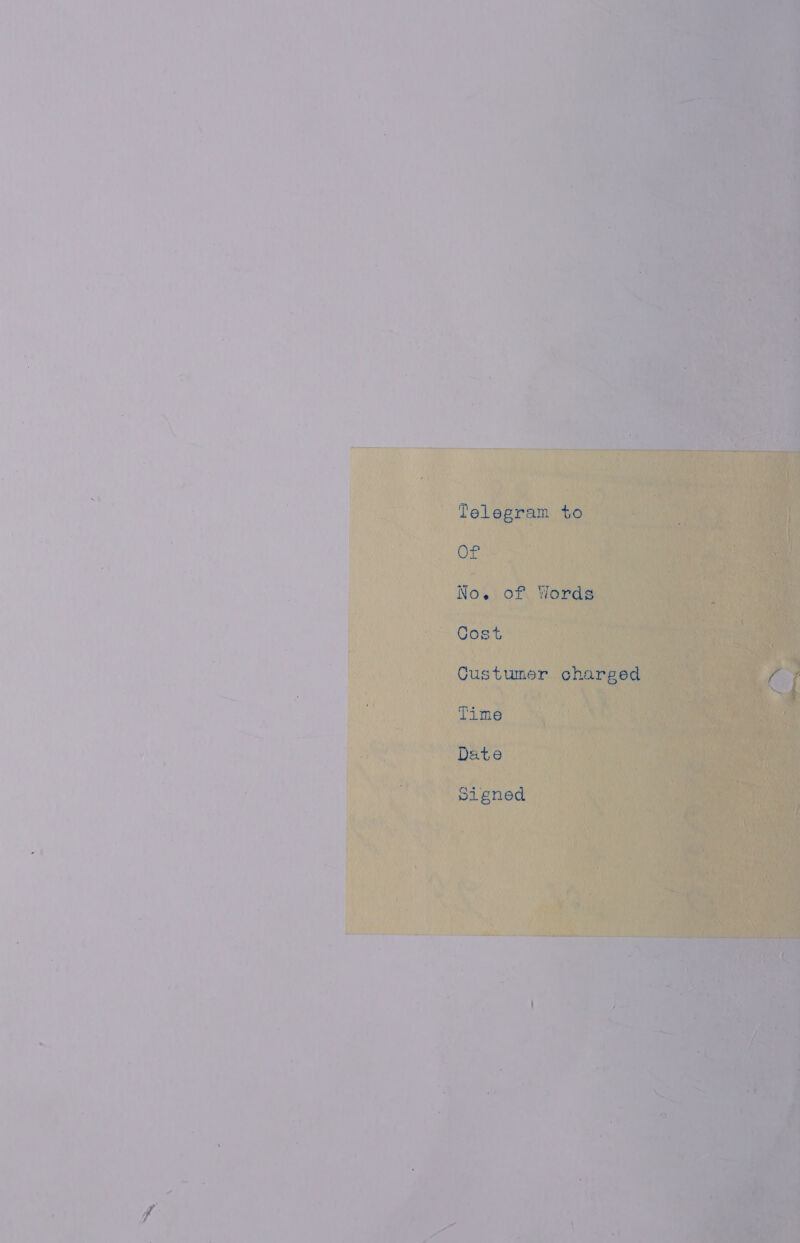 Telegram to
Of
No. of Words
Cost
Custumer charged
Time
Date
Signed